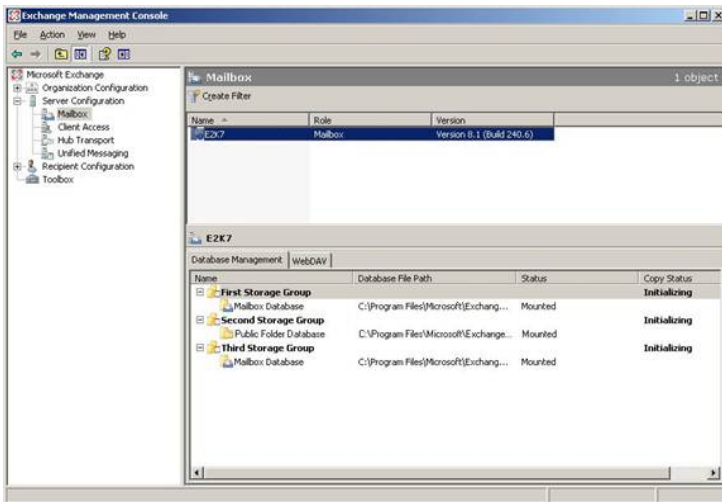 Exchange Management Console
File Action View Help
Microsoft Exchange
Organization Configuration
Server Configuration
Mailbox
Client Access
Hub Transport
Unified Messaging
Recipient Configuration
Toolbox
Mailbox 1 object
Create Filter
Name Role Version
E2K7 Mailbox Version 8.1 (Build 240.6)
E2K7
Database Management WebDAV
Name Database File Path Status Copy Status
First Storage Group Initializing
Mailbox Database C:\Program Files\Microsoft\Exchang... Mounted
Second Storage Group Initializing
Public Folder Database C:\Program Files\Microsoft\Exchange... Mounted
Third Storage Group Initializing
Mailbox Database C:\Program Files\Microsoft\Exchang... Mounted